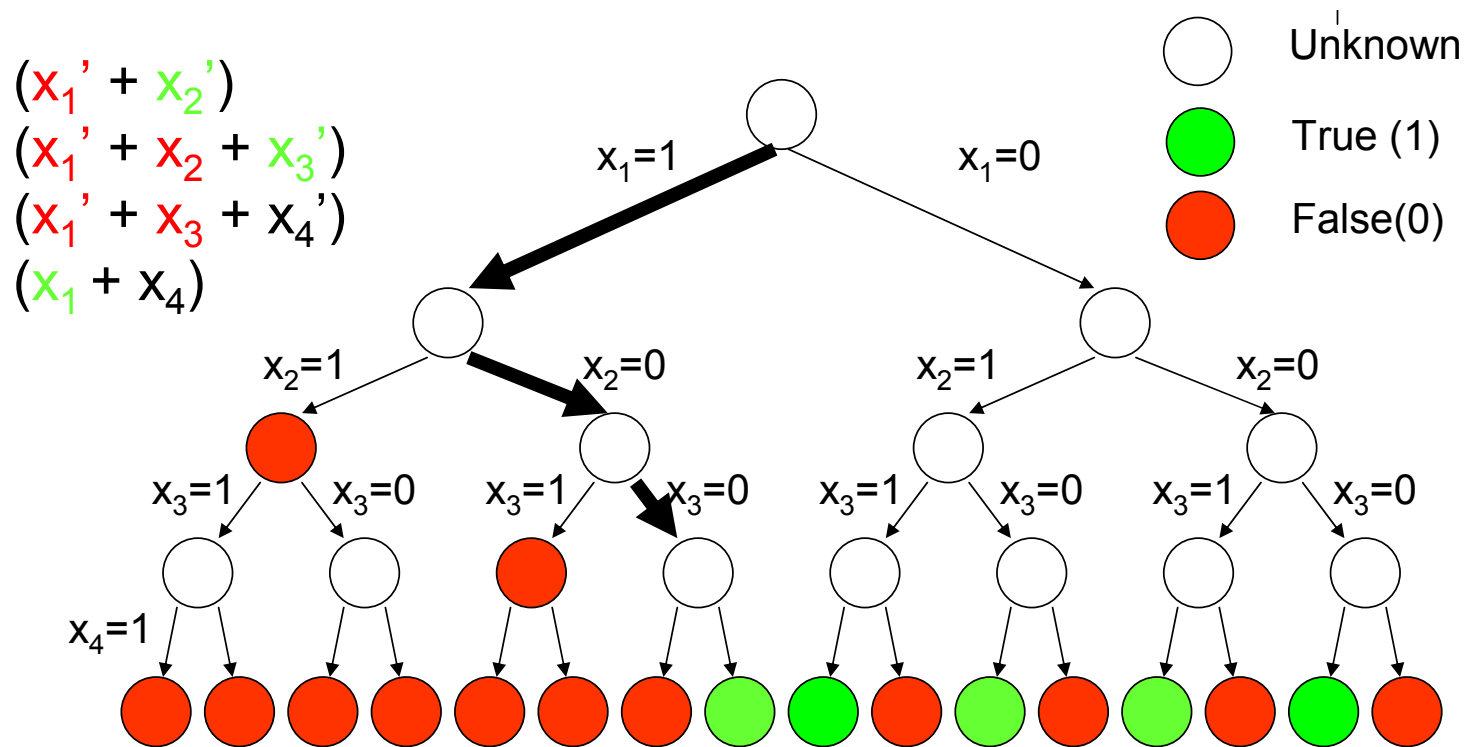 (x₁’ + x₂’)
(x₁’ + x₂ + x₃’)
(x₁’ + x₃ + x₄’)
(x₁ + x₄)
Unknown
True (1)
False(0)
x₁=1 x₁=0
x₂=1 x₂=0 x₂=1 x₂=0
x₃=1 x₃=0 x₃=1 x₃=0 x₃=1 x₃=0 x₃=1 x₃=0
x₄=1